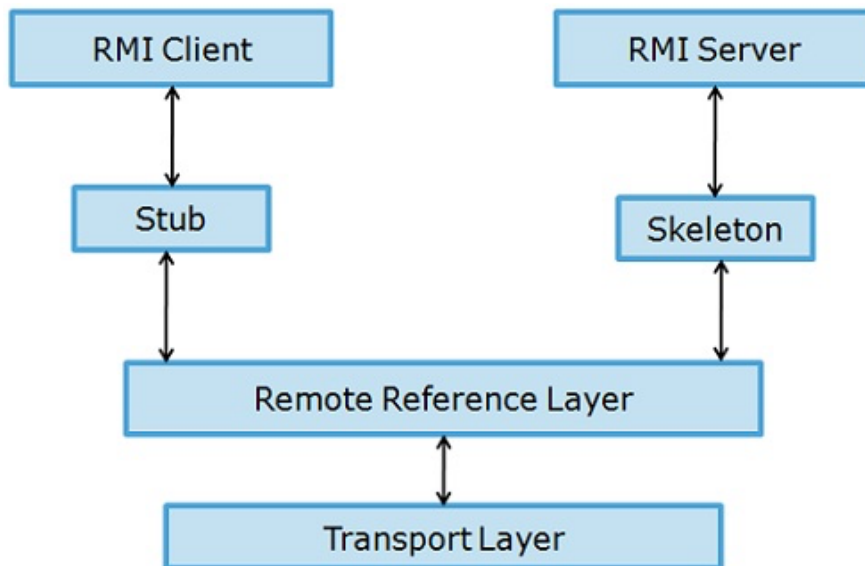 RMI Client
RMI Server
Stub
Skeleton
Remote Reference Layer
Transport Layer